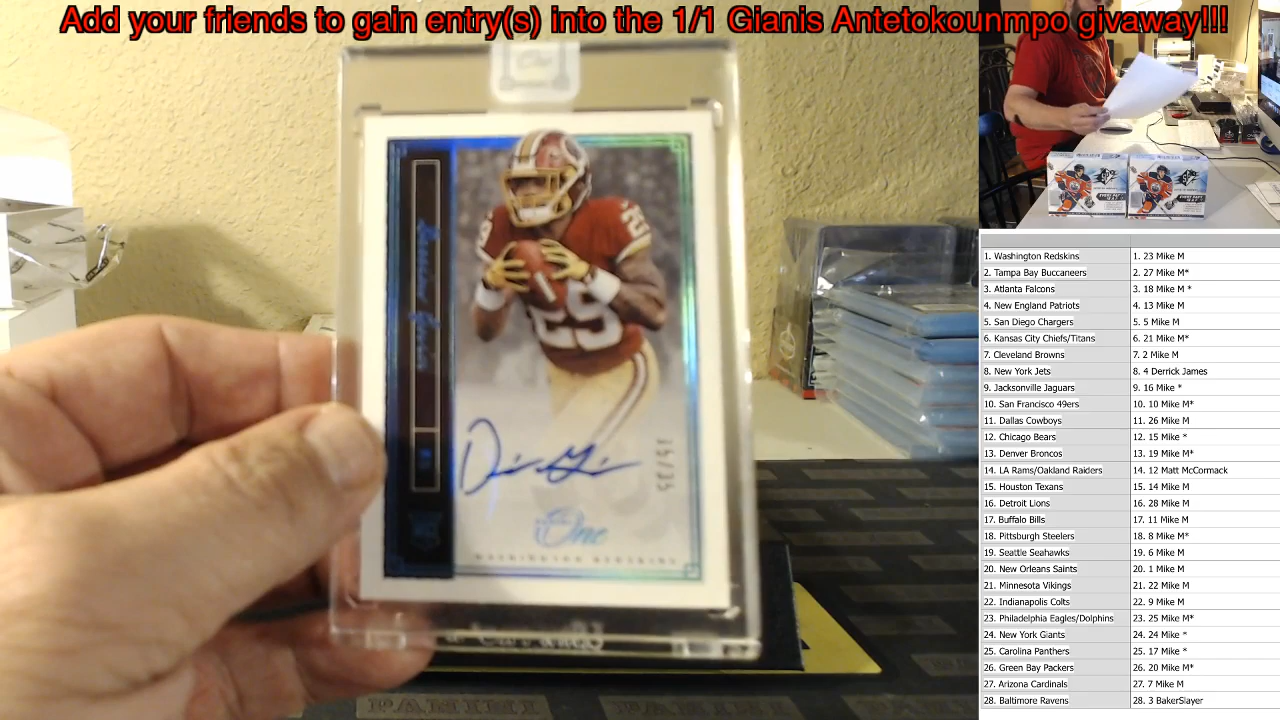 Add your friends to gain entry(s) into the 1/1 Gianis Antetokounmpo givaway!!!
29
29
One
WASHINGTON REDSKINS
35/35
PANINI
1. Washington Redskins 1. 23 Mike M
2. Tampa Bay Buccaneers 2. 27 Mike M*
3. Atlanta Falcons 3. 18 Mike M *
4. New England Patriots 4. 13 Mike M
5. San Diego Chargers 5. 5 Mike M
6. Kansas City Chiefs/Titans 6. 21 Mike M*
7. Cleveland Browns 7. 2 Mike M
8. New York Jets 8. 4 Derrick James
9. Jacksonville Jaguars 9. 16 Mike *
10. San Francisco 49ers 10. 10 Mike M*
11. Dallas Cowboys 11. 26 Mike M
12. Chicago Bears 12. 15 Mike *
13. Denver Broncos 13. 19 Mike M*
14. LA Rams/Oakland Raiders 14. 12 Matt McCormack
15. Houston Texans 15. 14 Mike M
16. Detroit Lions 16. 28 Mike M
17. Buffalo Bills 17. 11 Mike M
18. Pittsburgh Steelers 18. 8 Mike M*
19. Seattle Seahawks 19. 6 Mike M
20. New Orleans Saints 20. 1 Mike M
21. Minnesota Vikings 21. 22 Mike M
22. Indianapolis Colts 22. 9 Mike M
23. Philadelphia Eagles/Dolphins 23. 25 Mike M*
24. New York Giants 24. 24 Mike *
25. Carolina Panthers 25. 17 Mike *
26. Green Bay Packers 26. 20 Mike M*
27. Arizona Cardinals 27. 7 Mike M
28. Baltimore Ravens 28. 3 BakerSlayer